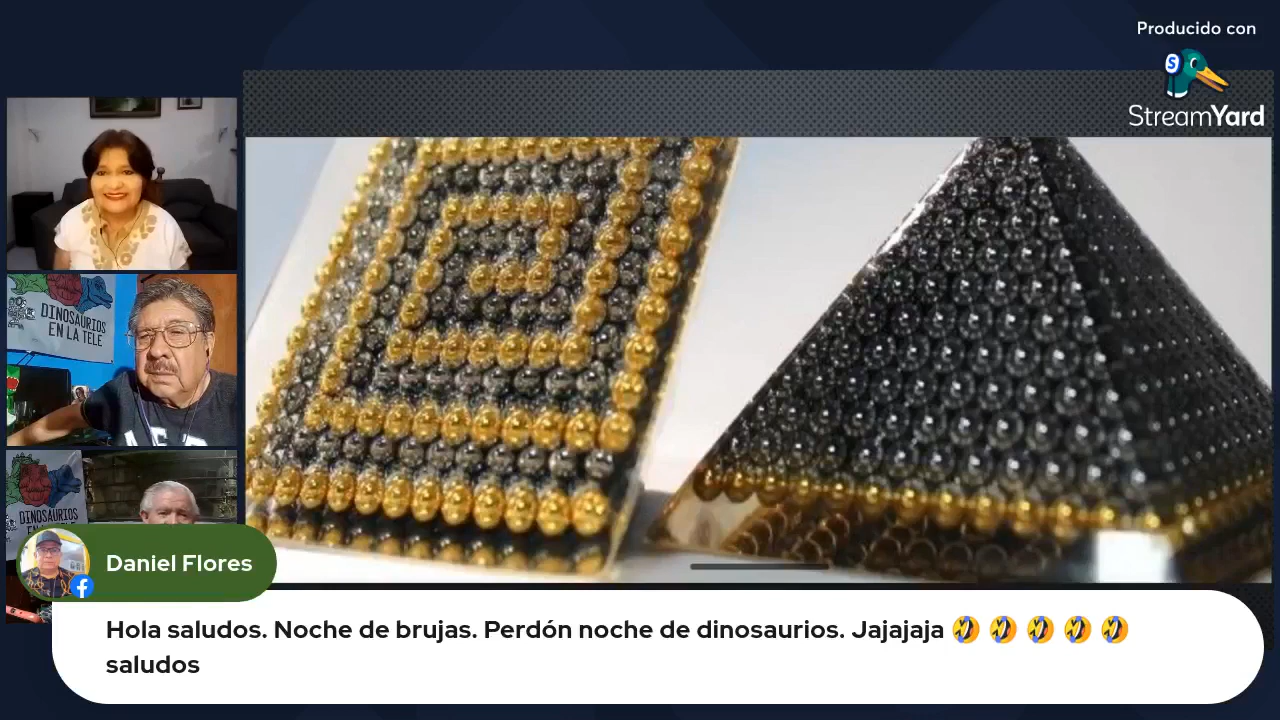 Producido con
StreamYard
DINOSAURIOS
EN LA TELE
DINOSAURIOS
Daniel Flores
Hola saludos. Noche de brujas. Perdón noche de dinosaurios. Jajajaja 🤣 🤣 🤣 🤣 🤣
saludos